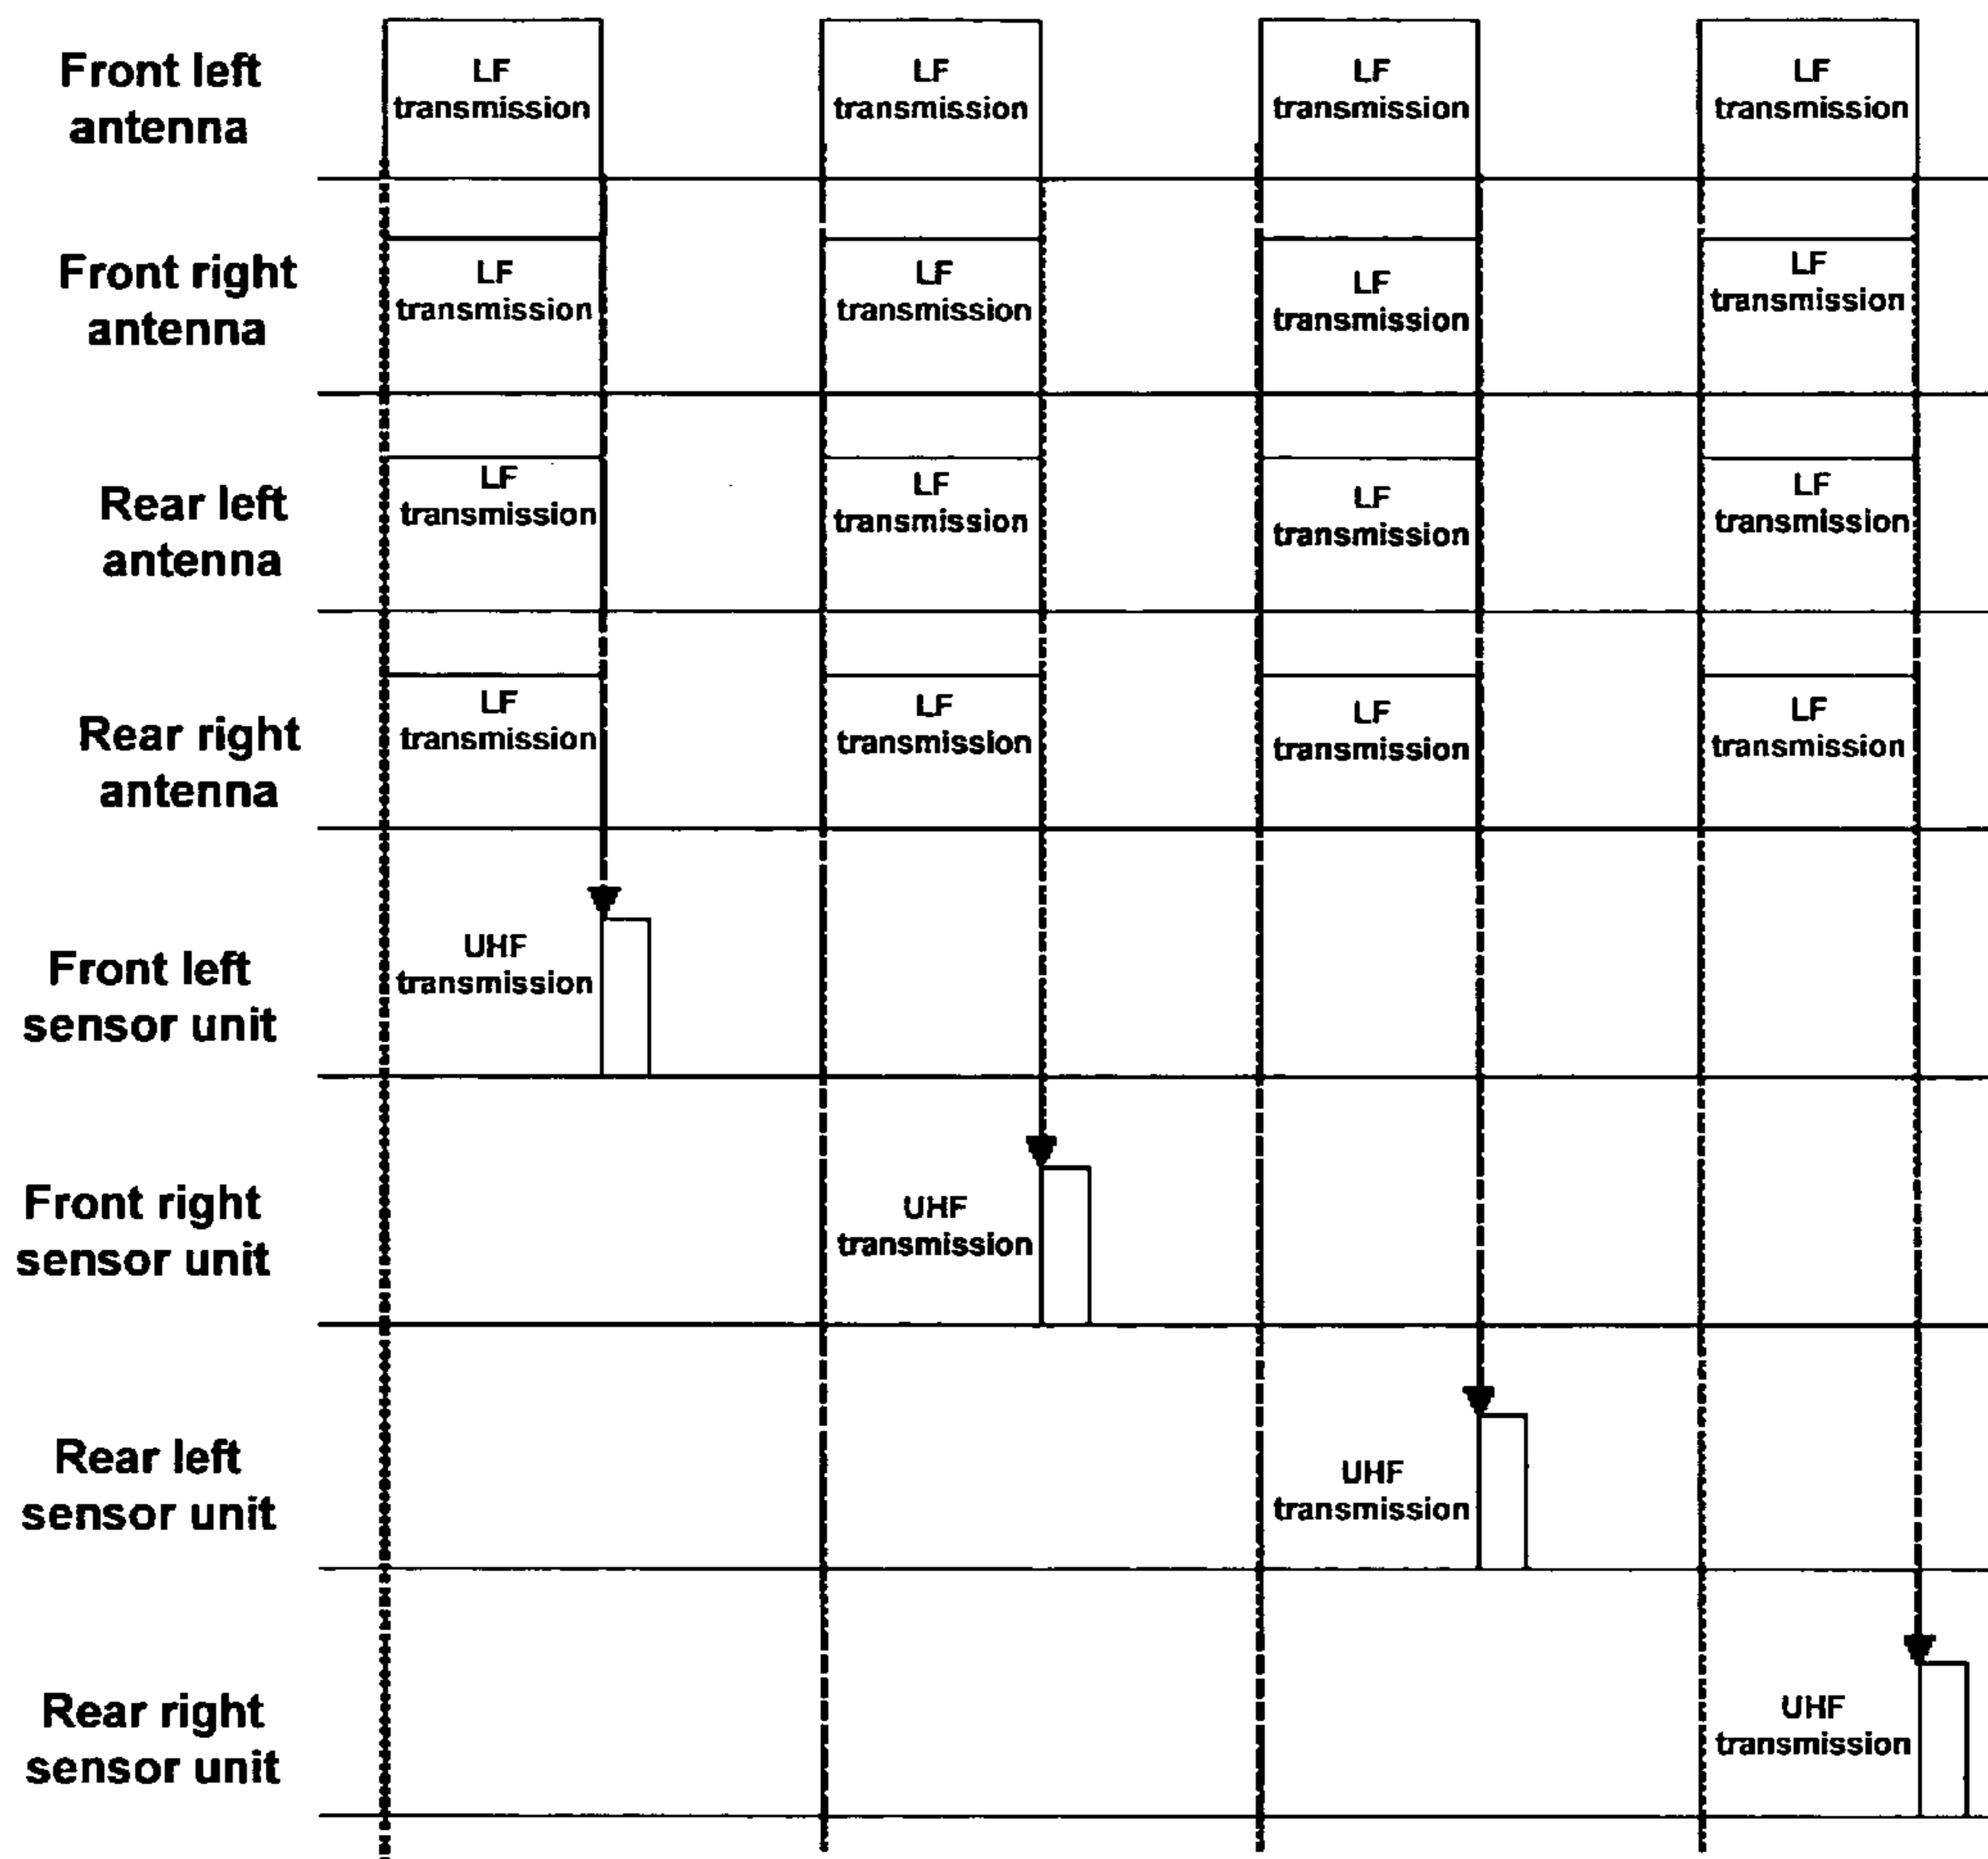 Front left
antenna
LF
transmission
LF
transmission
LF
transmission
LF
transmission
Front right
antenna
LF
transmission
LF
transmission
LF
transmission
LF
transmission
Rear left
antenna
LF
transmission
LF
transmission
LF
transmission
LF
transmission
Rear right
antenna
LF
transmission
LF
transmission
LF
transmission
LF
transmission
Front left
sensor unit
UHF
transmission
Front right
sensor unit
UHF
transmission
Rear left
sensor unit
UHF
transmission
Rear right
sensor unit
UHF
transmission